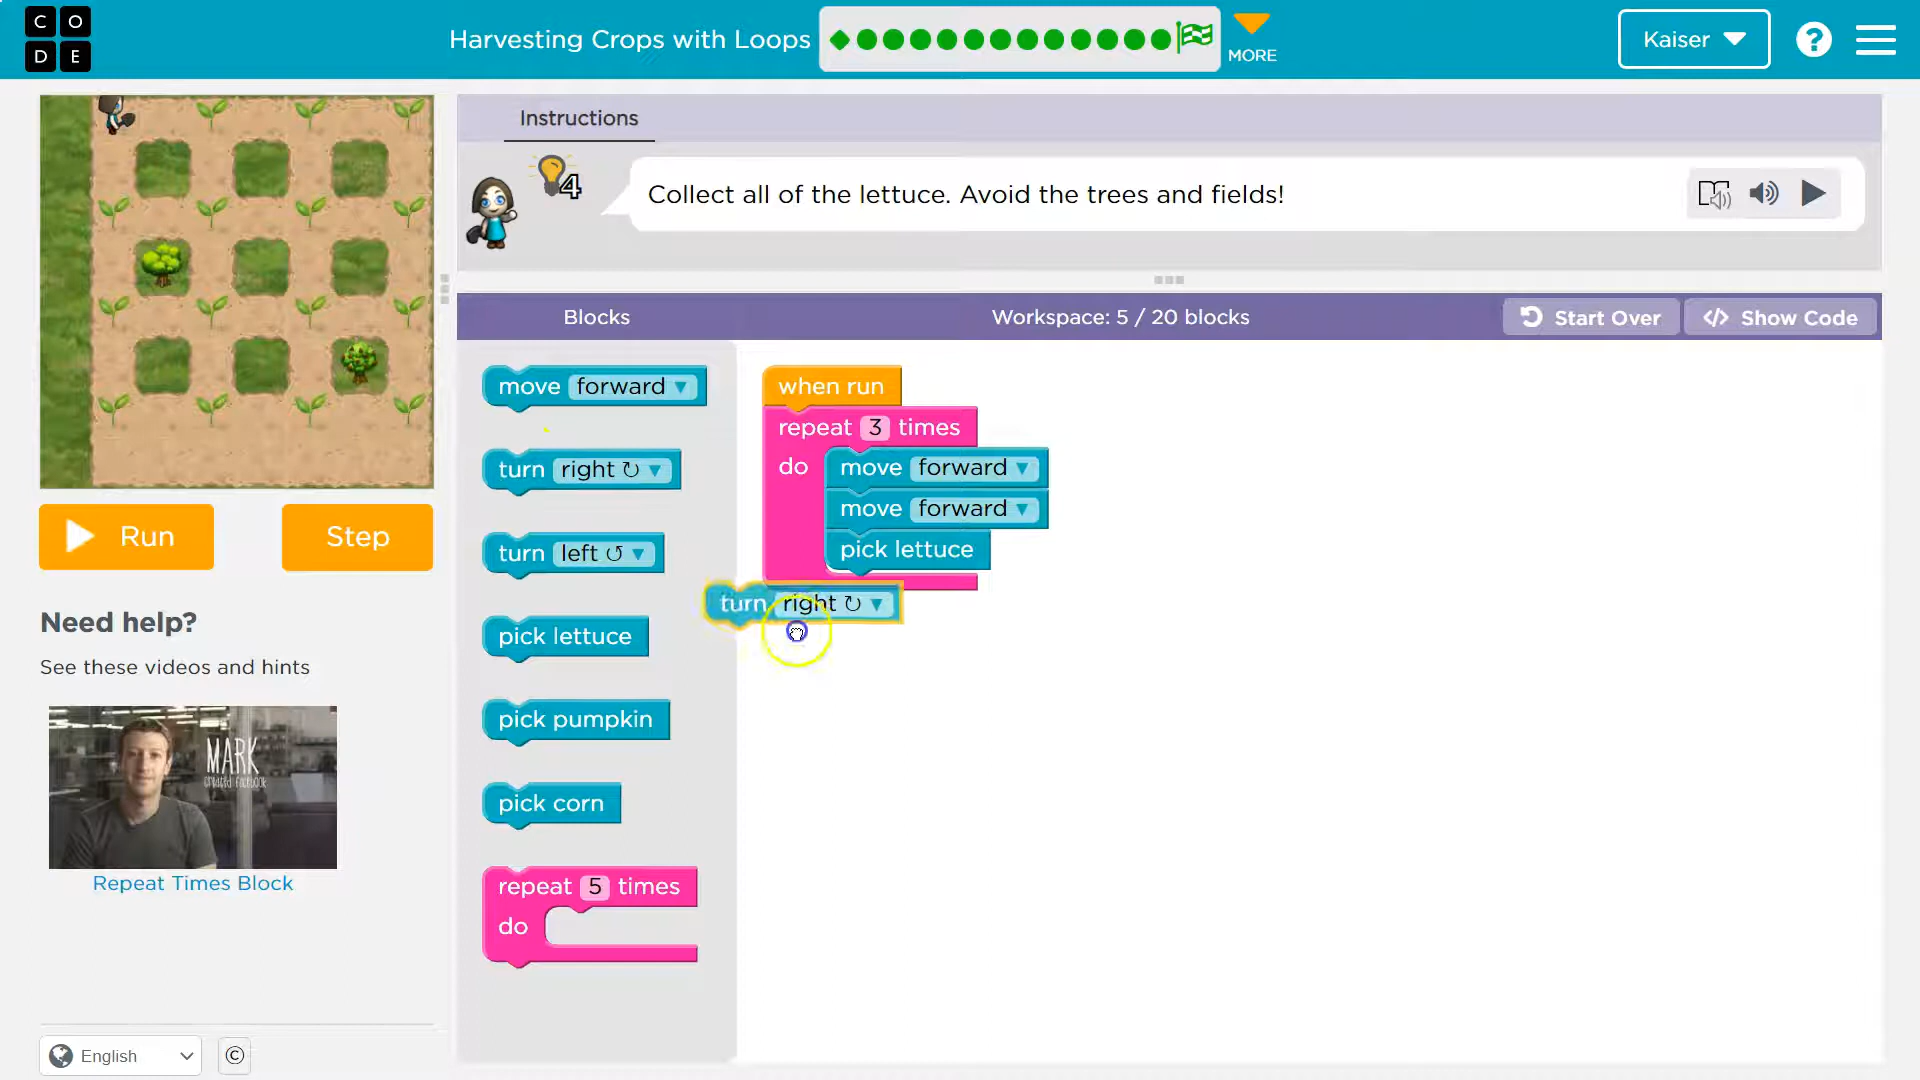 C O
D E
Harvesting Crops with Loops
MORE
Kaiser
?
Instructions
4
Collect all of the lettuce. Avoid the trees and fields!
Blocks
Workspace: 5 / 20 blocks
Start Over
</> Show Code
move forward ▼
turn right ↻ ▼
turn left ↺ ▼
pick lettuce
pick pumpkin
pick corn
repeat 5 times
do
when run
repeat 3 times
do
move forward ▼
move forward ▼
pick lettuce
turn right ↻ ▼
Run
Step
Need help?
See these videos and hints
MARK
created facebook
Repeat Times Block
English
©